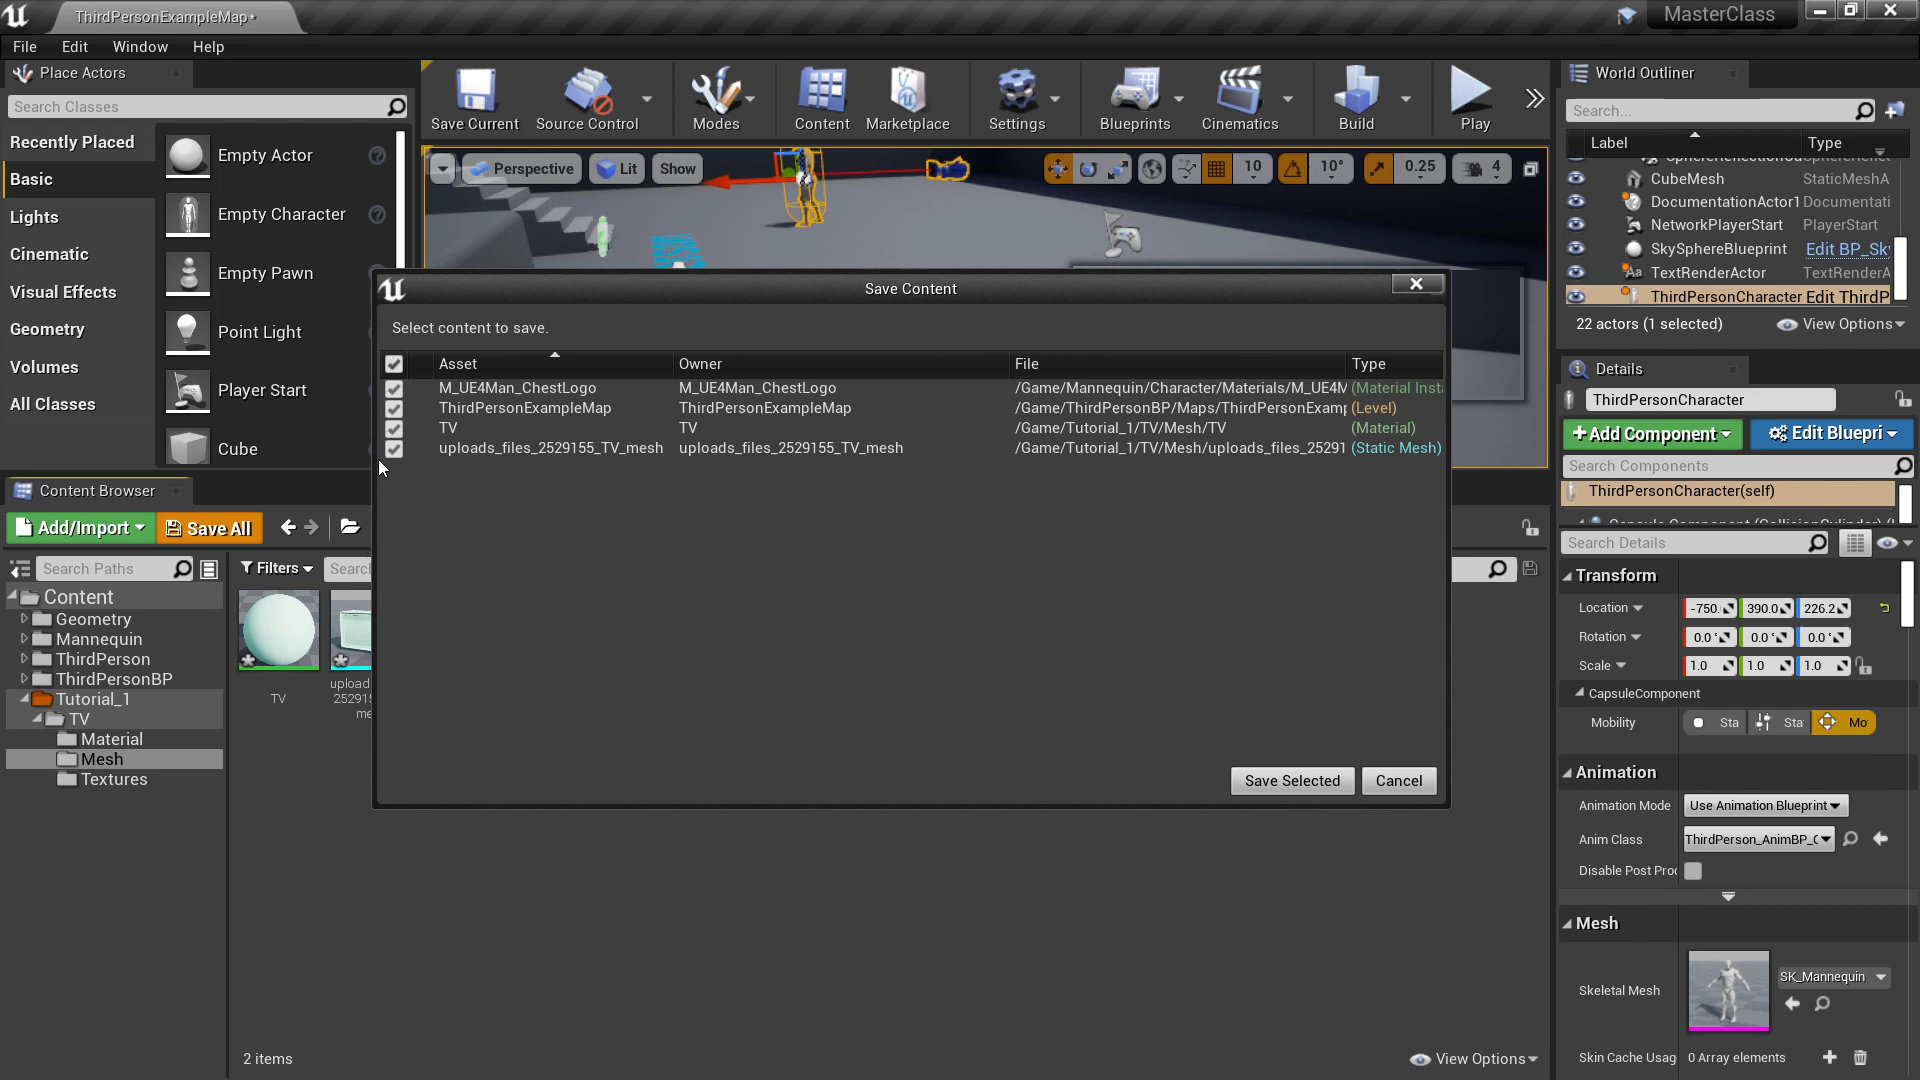 ThirdPersonExampleMap*
MasterClass
File
Edit
Window
Help
Place Actors
Search Classes
Recently Placed
Basic
Lights
Cinematic
Visual Effects
Geometry
Volumes
All Classes
Empty Actor
Empty Character
Empty Pawn
Point Light
Player Start
Cube
Save Current
Source Control
Modes
Content
Marketplace
Settings
Blueprints
Cinematics
Build
Play
Perspective
Lit
Show
10
10°
0.25
4
World Outliner
Search...
Label
Type
CubeMesh StaticMeshA
DocumentationActor1 Documentati
NetworkPlayerStart PlayerStart
SkySphereBlueprint Edit BP_Sk
TextRenderActor TextRenderA
ThirdPersonCharacter Edit ThirdP
22 actors (1 selected)
View Options
Save Content
Select content to save.
Asset Owner File Type
M_UE4Man_ChestLogo M_UE4Man_ChestLogo /Game/Mannequin/Character/Materials/M_UE4M (Material Inst
ThirdPersonExampleMap ThirdPersonExampleMap /Game/ThirdPersonBP/Maps/ThirdPersonExamp (Level)
TV TV /Game/Tutorial_1/TV/Mesh/TV (Material)
uploads_files_2529155_TV_mesh uploads_files_2529155_TV_mesh /Game/Tutorial_1/TV/Mesh/uploads_files_25291 (Static Mesh)
Save Selected
Cancel
Content Browser
Add/Import
Save All
Search Paths
Filters
Searc
Content
Geometry
Mannequin
ThirdPerson
ThirdPersonBP
Tutorial_1
TV
Material
Mesh
Textures
TV
upload
25291
me
2 items
View Options
Details
ThirdPersonCharacter
+Add Component
Edit Bluepri
Search Components
ThirdPersonCharacter(self)
Search Details
Transform
Location -750. 390.0 226.2
Rotation 0.0 ° 0.0 ° 0.0 °
Scale 1.0 1.0 1.0
CapsuleComponent
Mobility Sta Sta Mo
Animation
Animation Mode Use Animation Blueprint
Anim Class ThirdPerson_AnimBP_C
Disable Post Proc
Mesh
Skeletal Mesh SK_Mannequin
Skin Cache Usag 0 Array elements